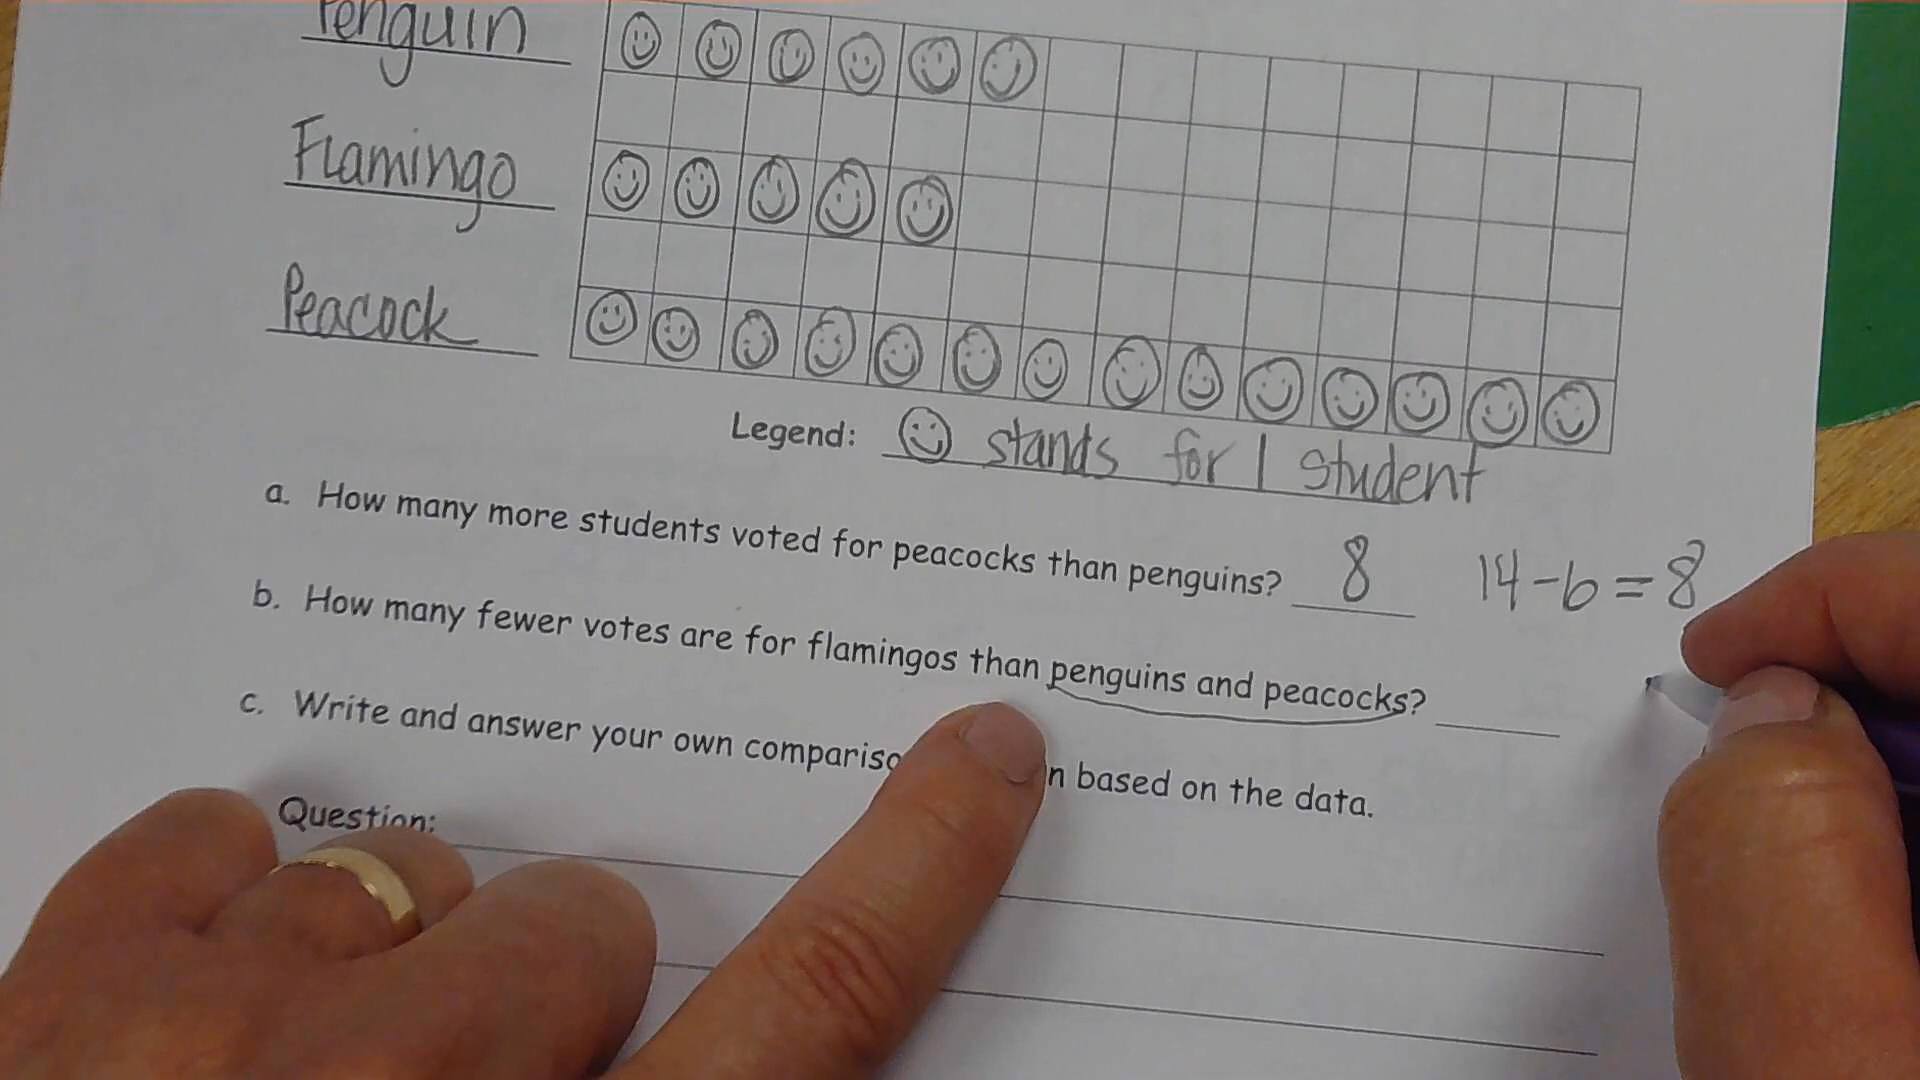 Penguin
Flamingo
Peacock
Legend: stands for 1 student
a. How many more students voted for peacocks than penguins? 8 14-6=8
b. How many fewer votes are for flamingos than penguins and peacocks?
c. Write and answer your own based on the data.
Question: